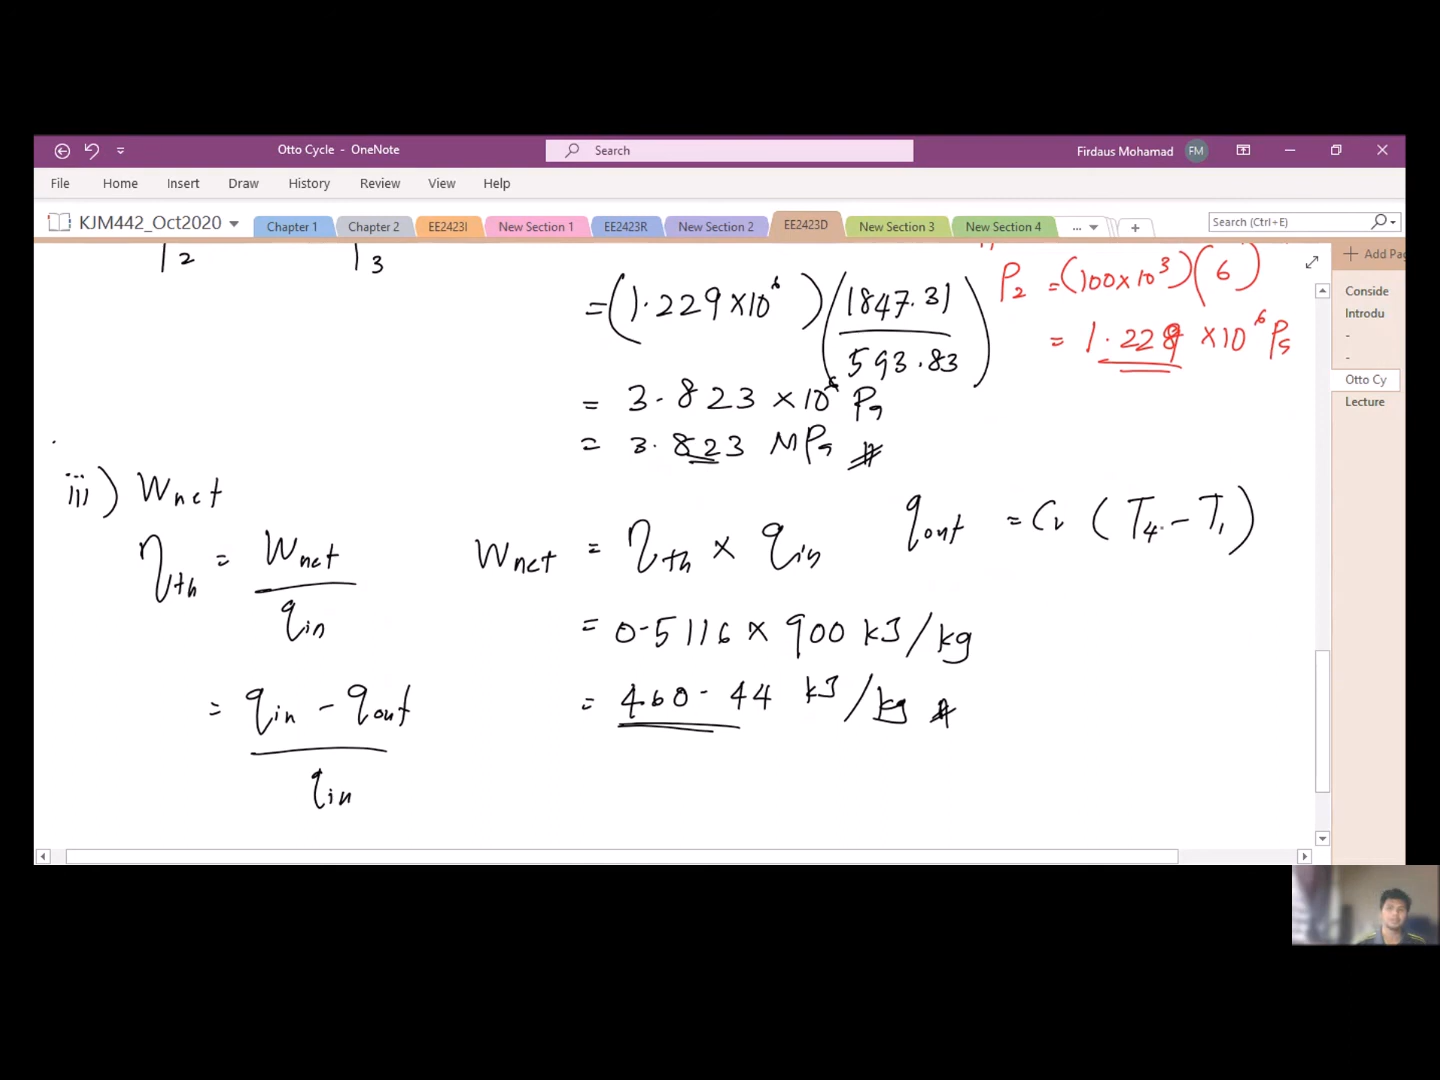 Otto Cycle - OneNote
Search
Firdaus Mohamad FM
File Home Insert Draw History Review View Help
KJM442_Oct2020 Chapter 1 Chapter 2 EE2423I New Section 1 EE2423R New Section 2 EE2423D New Section 3 New Section 4 ... + Search (Ctrl+E)
Add Pag
Conside
Introdu
-
-
Otto Cy
Lecture
2 3
P2 = (100×10³)(6)
= 1.229 ×10⁶ Pa
= (1.229×10⁶) (1847.31 / 593.83)
= 3.823 ×10⁶ Pa
= 3.823 MPa #
iii) Wnet
ηth = Wnet / qin
= qin - qout / qin
Wnet = ηth × qin
= 0.5116 × 900 kJ/kg
= 460.44 kJ/kg #
qout = Cv (T4 - T1)